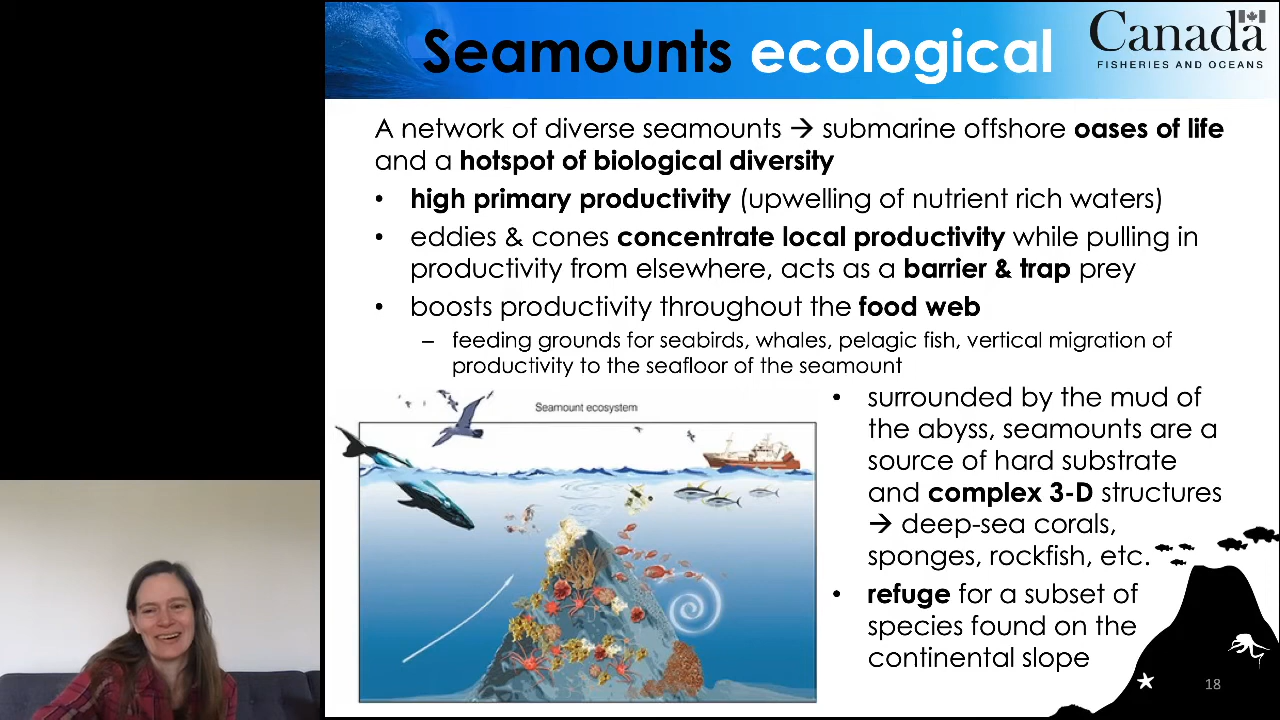 Seamounts ecological
Canada
FISHERIES AND OCEANS
A network of diverse seamounts → submarine offshore oases of life
and a hotspot of biological diversity
• high primary productivity (upwelling of nutrient rich waters)
• eddies & cones concentrate local productivity while pulling in
productivity from elsewhere, acts as a barrier & trap prey
• boosts productivity throughout the food web
– feeding grounds for seabirds, whales, pelagic fish, vertical migration of
productivity to the seafloor of the seamount
Seamount ecosystem
• surrounded by the mud of
the abyss, seamounts are a
source of hard substrate
and complex 3-D structures
→ deep-sea corals,
sponges, rockfish, etc.
• refuge for a subset of
species found on the
continental slope
18